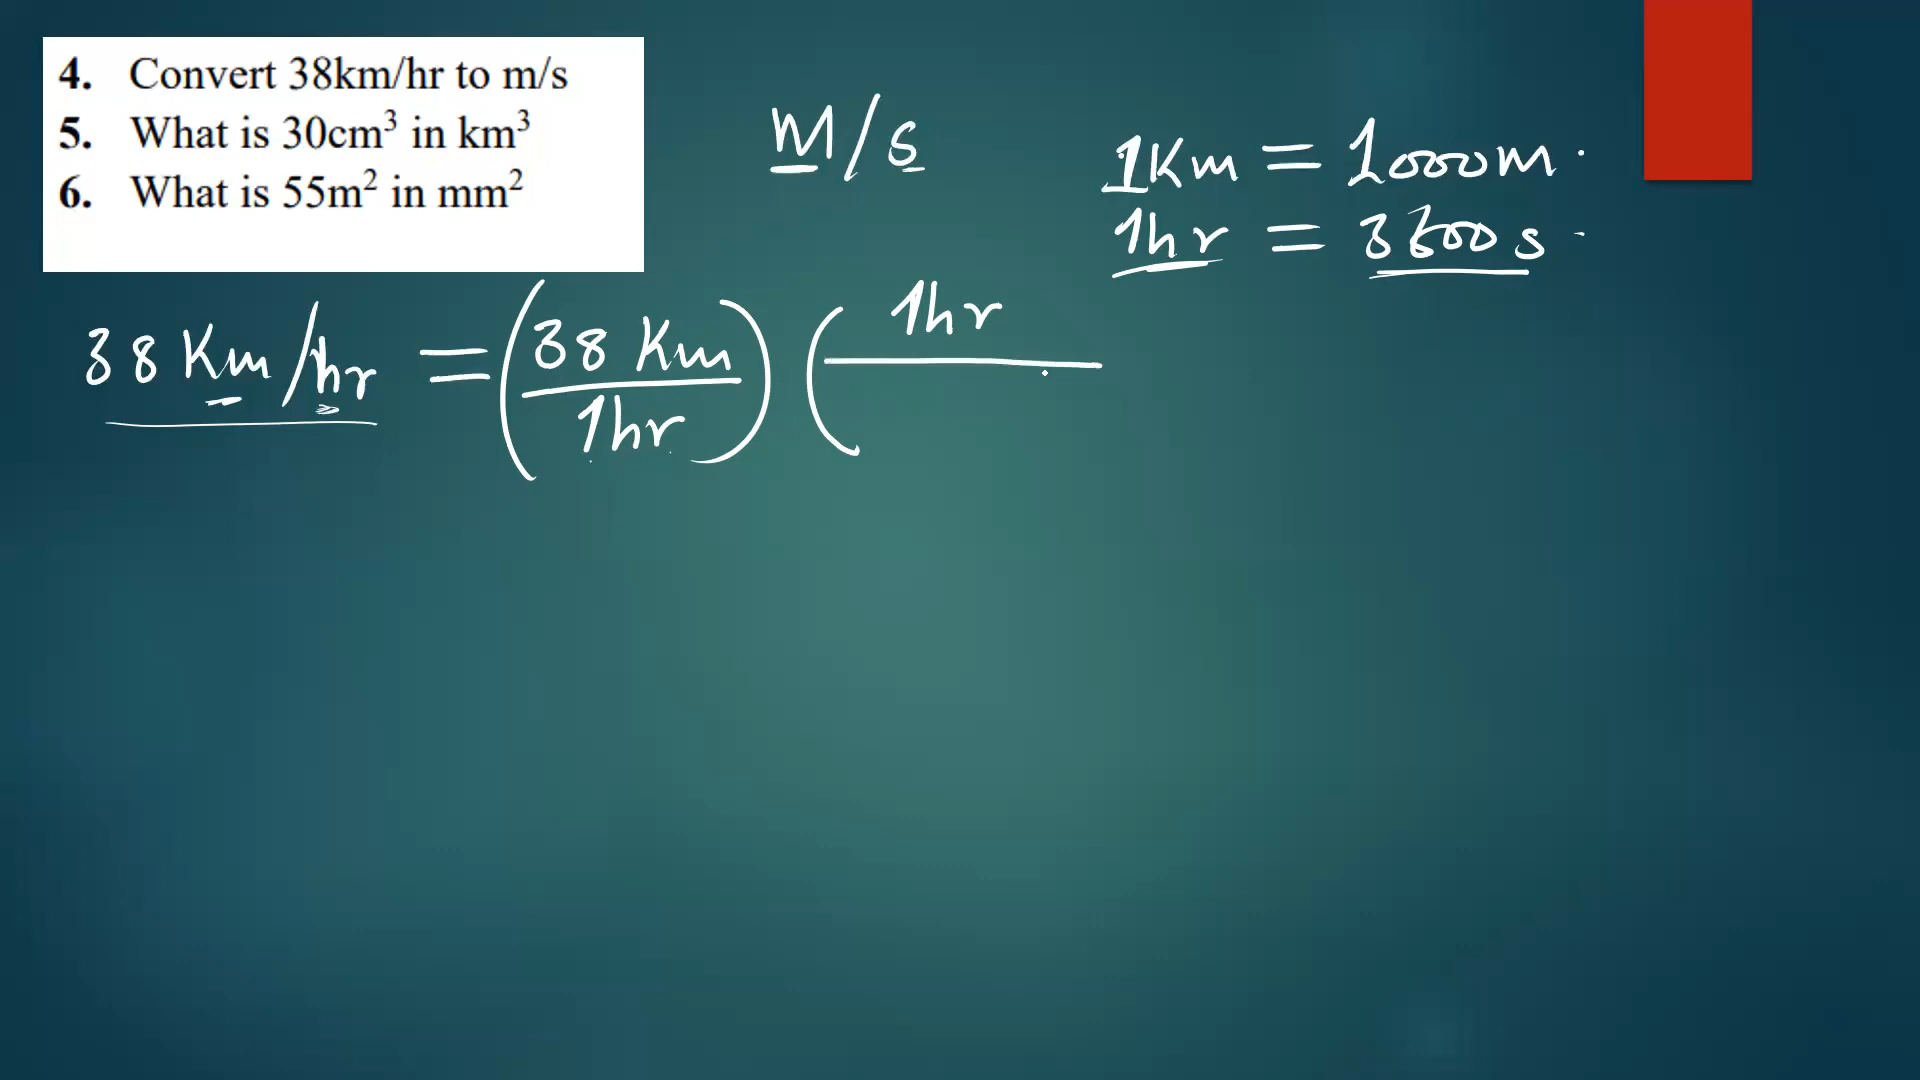 4. Convert 38km/hr to m/s
5. What is 30cm³ in km³
6. What is 55m² in mm²
M/s
1Km = 1000m.
1hr = 3600s
38 Km/hr = (38 Km / 1hr) ( 1hr /